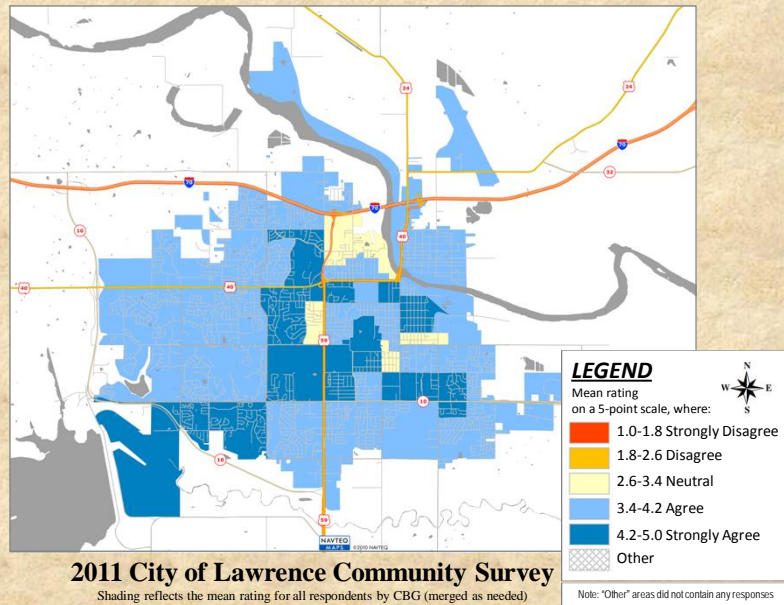 24
24
70
70
32
70
10
40
40
40
59
10
10
59
NAVTEQ
MAPS
©2010 NAVTEQ
LEGEND
N
W E
S
Mean rating
on a 5-point scale, where:
1.0-1.8 Strongly Disagree
1.8-2.6 Disagree
2.6-3.4 Neutral
3.4-4.2 Agree
4.2-5.0 Strongly Agree
Other
2011 City of Lawrence Community Survey
Shading reflects the mean rating for all respondents by CBG (merged as needed)
Note: “Other” areas did not contain any responses